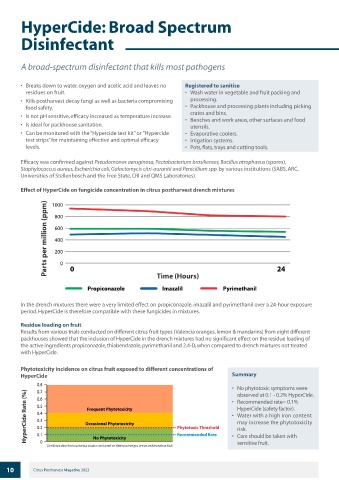 HyperCide: Broad Spectrum
Disinfectant
A broad-spectrum disinfectant that kills most pathogens
• Breaks down to water, oxygen and acetic acid and leaves no
residues on fruit.
• Kills postharvest decay fungi as well as bacteria compromising
food safety.
• Is not pH sensitive, efficacy increased as temperature increase.
• Is ideal for packhouse sanitation.
• Can be monitored with the "Hypercide test kit" or "Hypercide
test strips" for maintaining effective and optimal efficacy
levels.
Registered to sanitise
• Wash water in vegetable and fruit packing and
processing.
• Packhouse and processing plants including picking
crates and bins.
• Benches and work areas, other surfaces and food
utensils.
• Evaporative coolers.
• Irrigation systems.
• Pots, flats, trays and cutting tools.
Efficacy was confirmed against Pseudomonas aeruginosa, Pectobacterium brasiliensis, Bacillus atrophaeus (spores),
Staphylococcus aureus, Escherichia coli, Galactomycis citri-aurantii and Penicillium spp. by various institutions (SABS, ARC,
Universities of Stellenbosch and the Free State, CRI and QMS Laboratories).
Effect of HyperCide on fungicide concentration in citrus postharvest drench mixtures
Parts per million (ppm)
1000
800
600
400
200
0
0 24
Time (Hours)
Propiconazole Imazalil Pyrimethanil
In the drench mixtures there were a very limited effect on propiconazole, imazalil and pyrimethanil over a 24-hour exposure
period. HyperCide is therefore compatible with these fungicides in mixtures.
Residue loading on fruit
Results from various trials conducted on different citrus fruit types (Valencia oranges, lemon & mandarins) from eight different
packhouses showed that the inclusion of HyperCide in the drench mixtures had no significant effect on the residue loading of
the active ingredients propiconazole, thiabendazole, pyrimethanil and 2,4-D, when compared to drench mixtures not treated
with HyperCide.
Phytotoxicity incidence on citrus fruit exposed to different concentrations of
HyperCide
HyperCide Rate (%)
0.8
0.7
0.6
0.5
0.4
0.3
0.2
0.1
0
Frequent Phytotoxicity
Occasional Phytotoxicity
No Phytotoxicity
Phytotoxic Threshold
Recommended Rate
Summary
• No phytotoxic symptoms were
observed at 0.1 - 0.2% HyperCide.
• Recommended rate= 0.1%
HyperCide (safety factor).
• Water with a high iron content
may increase the phytotoxicity
risk.
• Care should be taken with
sensitive fruit.
10 Citrus Postharvest Magazine 2022